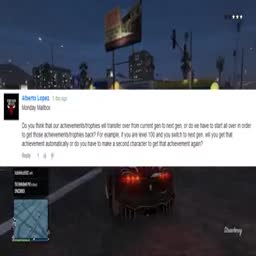 Alberto Lopez 1 day ago
Monday Mailbox
Do you think that our achievements/trophies will transfer over from current gen to next gen, or do we have to start all over in order
to get those achievements/trophies back? For example, if you are level 100 and you switch to next gen, will you get that
achievement automatically or do you have to make a second character to get that achievement again?
Reply